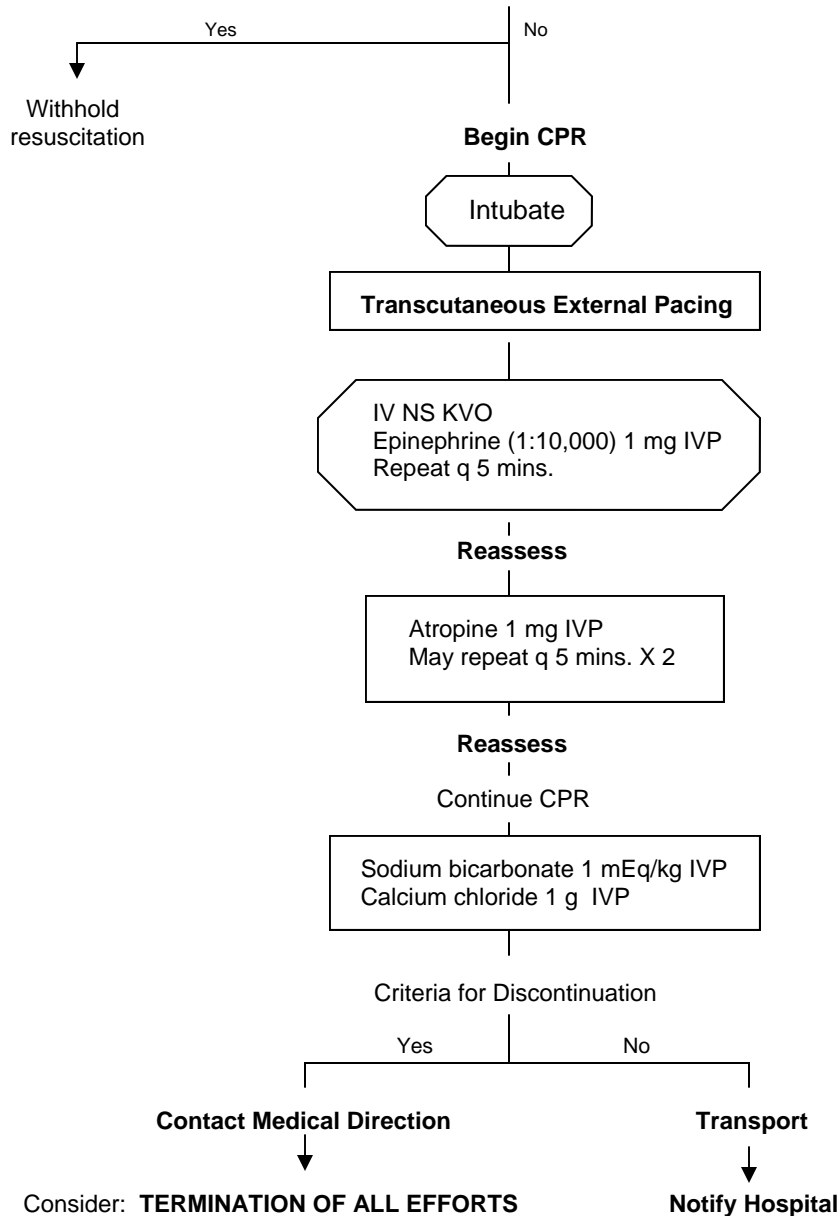 Yes
No
Withhold
resuscitation
Begin CPR
Intubate
Transcutaneous External Pacing
IV NS KVO
Epinephrine (1:10,000) 1 mg IVP
Repeat q 5 mins.
Reassess
Atropine 1 mg IVP
May repeat q 5 mins. X 2
Reassess
Continue CPR
Sodium bicarbonate 1 mEq/kg IVP
Calcium chloride 1 g IVP
Criteria for Discontinuation
Yes
No
Contact Medical Direction
Transport
Consider: TERMINATION OF ALL EFFORTS
Notify Hospital